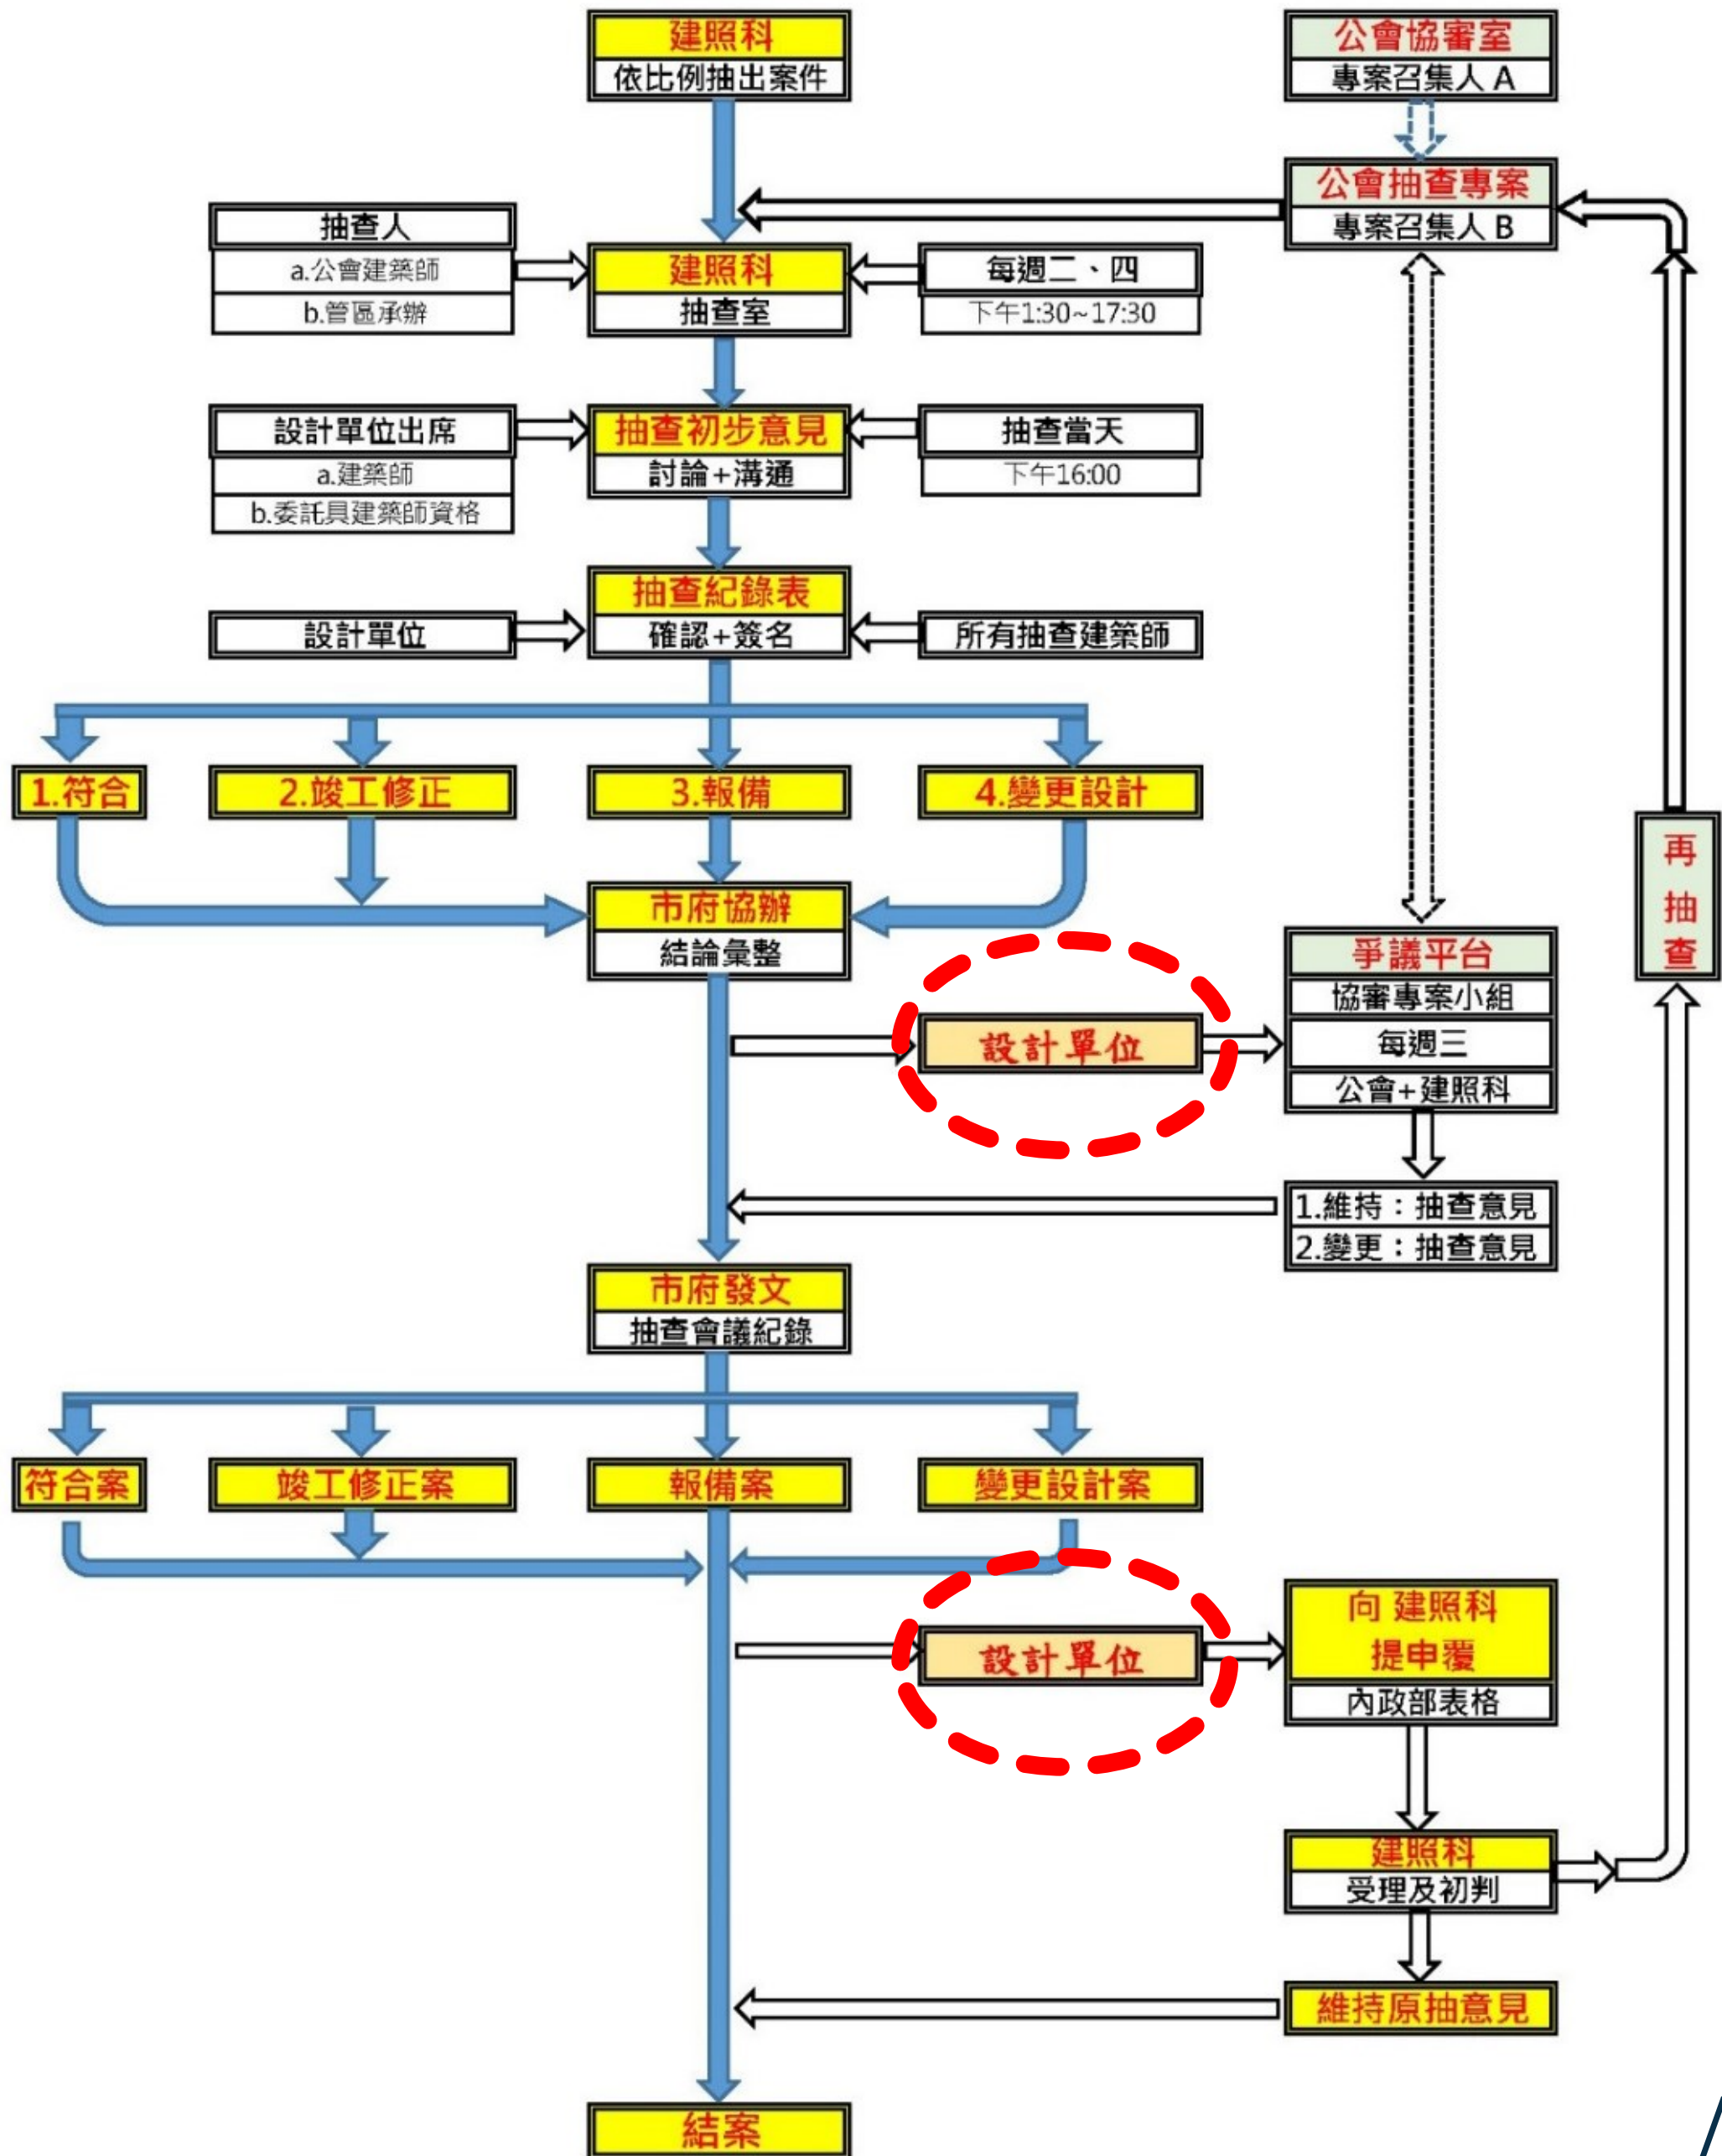 建照科
依比例抽出案件
公會協審室
專案召集人 A
公會抽查專案
專案召集人 B
抽查人
a.公會建築師
b.管區承辦
建照科
抽查室
每週二、四
下午1:30~17:30
設計單位出席
a.建築師
b.委託具建築師資格
抽查初步意見
討論+溝通
抽查當天
下午16:00
設計單位
抽查紀錄表
確認+簽名
所有抽查建築師
1.符合
2.竣工修正
3.報備
4.變更設計
再抽查
市府協辦
結論彙整
爭議平台
協審專案小組
每週三
公會+建照科
設計單位
1.維持：抽查意見
2.變更：抽查意見
市府發文
抽查會議紀錄
符合案
竣工修正案
報備案
變更設計案
設計單位
向 建照科
提申覆
內政部表格
建照科
受理及初判
維持原抽意見
結案